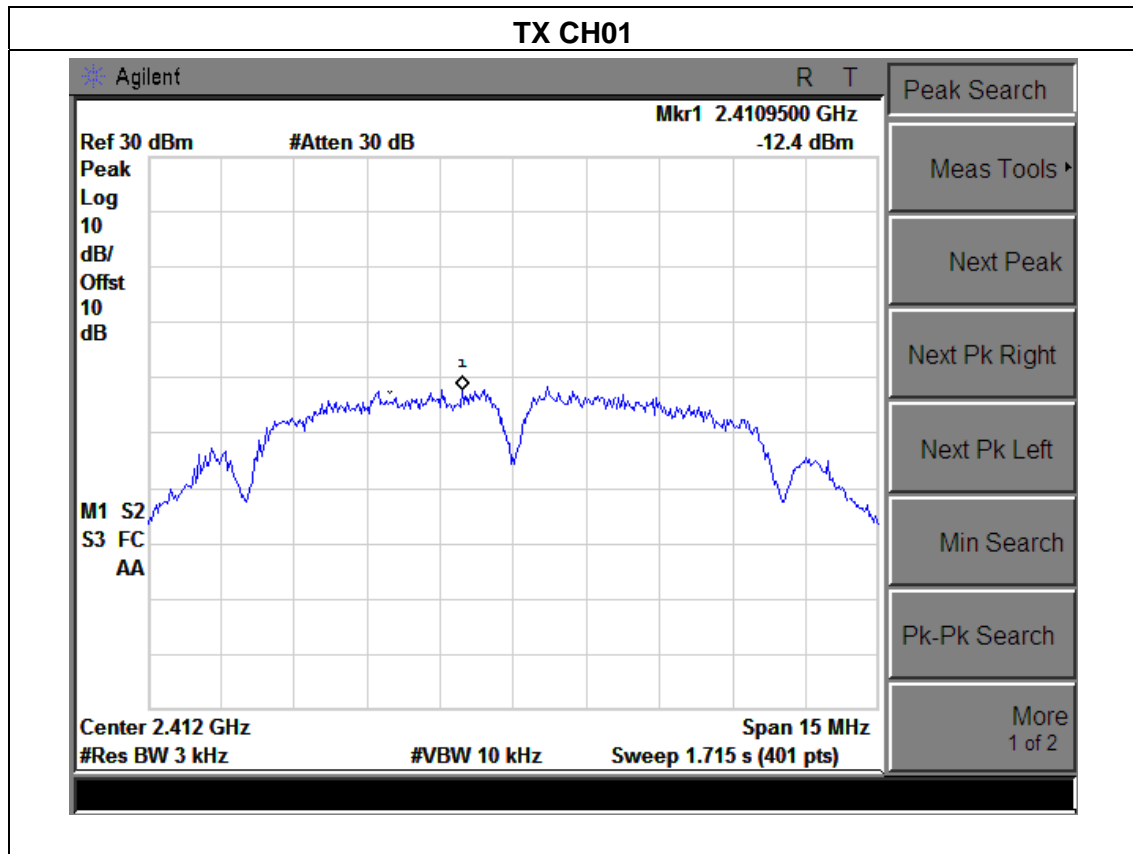 TX CH01
Agilent R T
Mkr1 2.4109500 GHz
Ref 30 dBm #Atten 30 dB -12.4 dBm
Peak
Log
10
dB/
Offst
10
dB
1
M1 S2
S3 FC
AA
Center 2.412 GHz Span 15 MHz
#Res BW 3 kHz #VBW 10 kHz Sweep 1.715 s (401 pts)
Peak Search
Meas Tools
Next Peak
Next Pk Right
Next Pk Left
Min Search
Pk-Pk Search
More
1 of 2